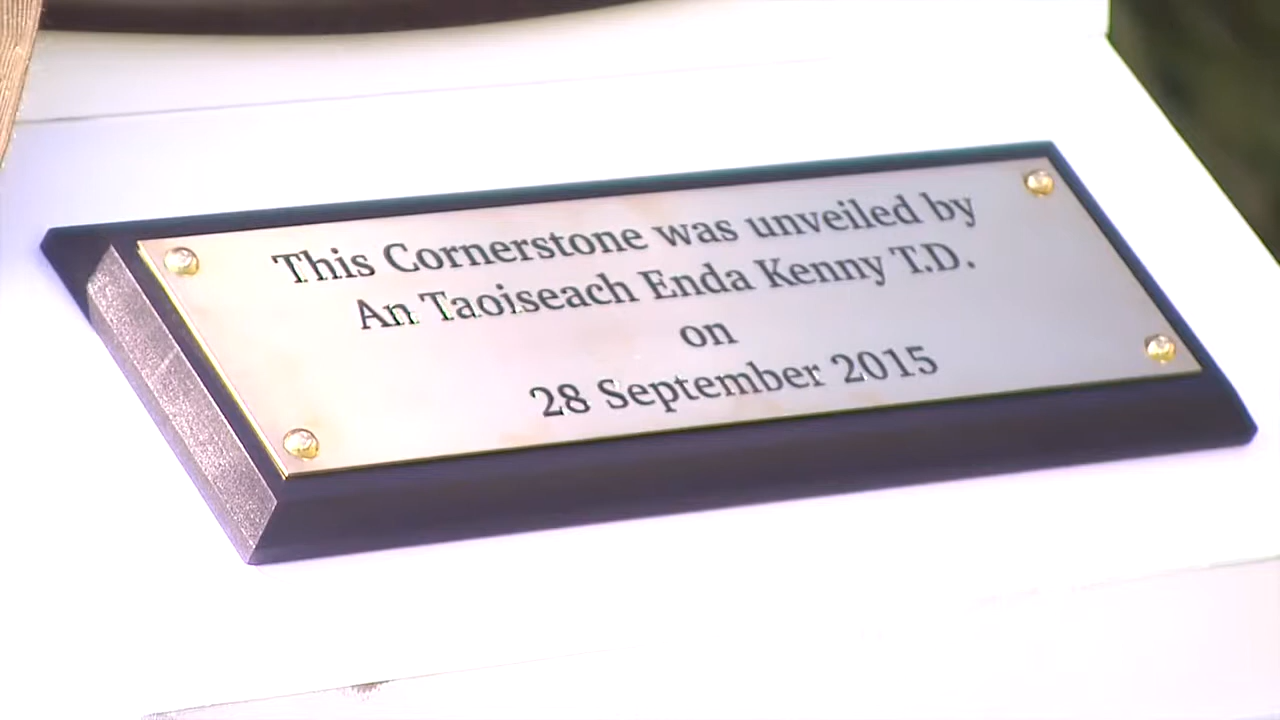 This Cornerstone was unveiled by
An Taoiseach Enda Kenny T.D.
on
28 September 2015